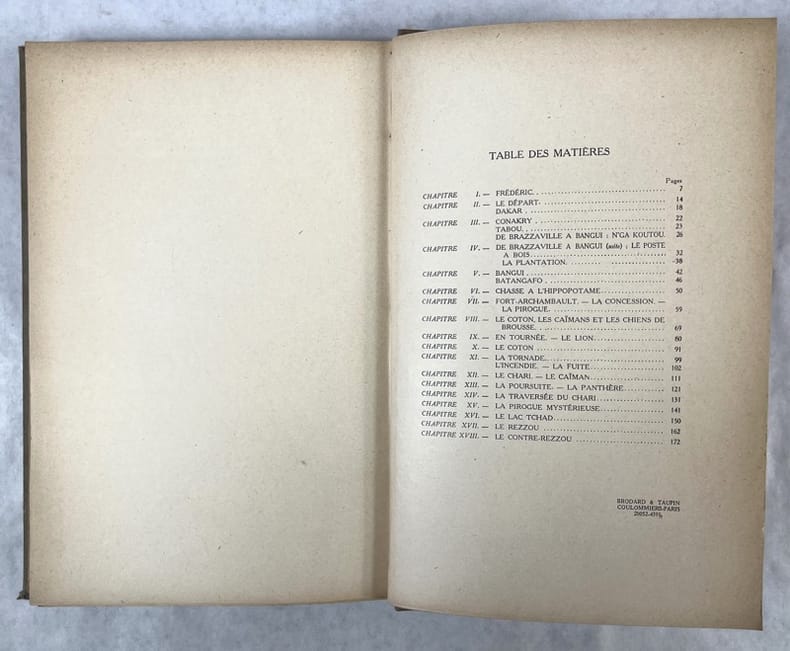 TABLE DES MATIÈRES
Pages
CHAPITRE I. — FRÉDÉRIC. . . . . . . . . . . . . . . . . . . . . . . 7
CHAPITRE II. — LE DÉPART. . . . . . . . . . . . . . . . . . . . . . 14
DAKAR . . . . . . . . . . . . . . . . . . . . . . . 18
CHAPITRE III. — CONAKRY . . . . . . . . . . . . . . . . . . . . . . 22
TABOU. . . . . . . . . . . . . . . . . . . . . . . 23
DE BRAZZAVILLE A BANGUI : N'GA KOUTOU. 26
CHAPITRE IV. — DE BRAZZAVILLE A BANGUI (suite) : LE POSTE
A BOIS. . . . . . . . . . . . . . . . . . . . . . . 32
LA PLANTATION. . . . . . . . . . . . . . . . . . . 38
CHAPITRE V. — BANGUI . . . . . . . . . . . . . . . . . . . . . . . 42
BATANGAFO . . . . . . . . . . . . . . . . . . . . . 46
CHAPITRE VI. — CHASSE A L'HIPPOPOTAME. . . . . . . . . . . . . . 50
CHAPITRE VII. — FORT-ARCHAMBAULT. — LA CONCESSION. —
LA PIROGUE. . . . . . . . . . . . . . . . . . . . . 59
CHAPITRE VIII. — LE COTON, LES CAÏMANS ET LES CHIENS DE
BROUSSE. . . . . . . . . . . . . . . . . . . . . . 69
CHAPITRE IX. — EN TOURNÉE. — LE LION. . . . . . . . . . . . . . . 80
CHAPITRE X. — LE COTON . . . . . . . . . . . . . . . . . . . . . . 91
CHAPITRE XI. — LA TORNADE. . . . . . . . . . . . . . . . . . . . . 99
L'INCENDIE. — LA FUITE. . . . . . . . . . . . . . . 102
CHAPITRE XII. — LE CHARI. — LE CAÏMAN. . . . . . . . . . . . . . . 111
CHAPITRE XIII. — LA POURSUITE. — LA PANTHÈRE. . . . . . . . . . . 121
CHAPITRE XIV. — LA TRAVERSÉE DU CHARI . . . . . . . . . . . . . . 131
CHAPITRE XV. — LA PIROGUE MYSTÉRIEUSE. . . . . . . . . . . . . . 141
CHAPITRE XVI. — LE LAC TCHAD. . . . . . . . . . . . . . . . . . . 150
CHAPITRE XVII. — LE REZZOU . . . . . . . . . . . . . . . . . . . . 162
CHAPITRE XVIII. — LE CONTRE-REZZOU . . . . . . . . . . . . . . . . 172
BRODARD & TAUPIN
COULOMMIERS-PARIS